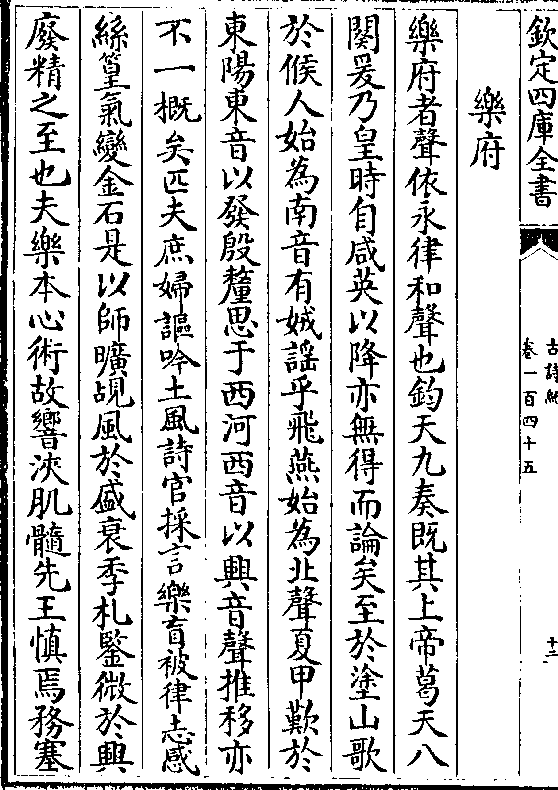 欽定四庫全書
古詩紀
卷一百四十五
十三
樂府
樂府者聲依永律和聲也鈞天九奏既其上帝葛天八
闋爰乃皇時自咸英以降亦無得而論矣至於塗山歌
於候人始為南音有娀謡乎飛燕始為北聲夏甲歎於
東陽東音以發殷釐思于西河西音以興音聲推移亦
不一概矣匹夫庶婦謳吟土風詩官採言樂盲被律志感
絲篁氣變金石是以師曠覘風於盛衰季札鍳微於興
廢精之至也夫樂本心術故響浹肌髓先王慎焉務塞